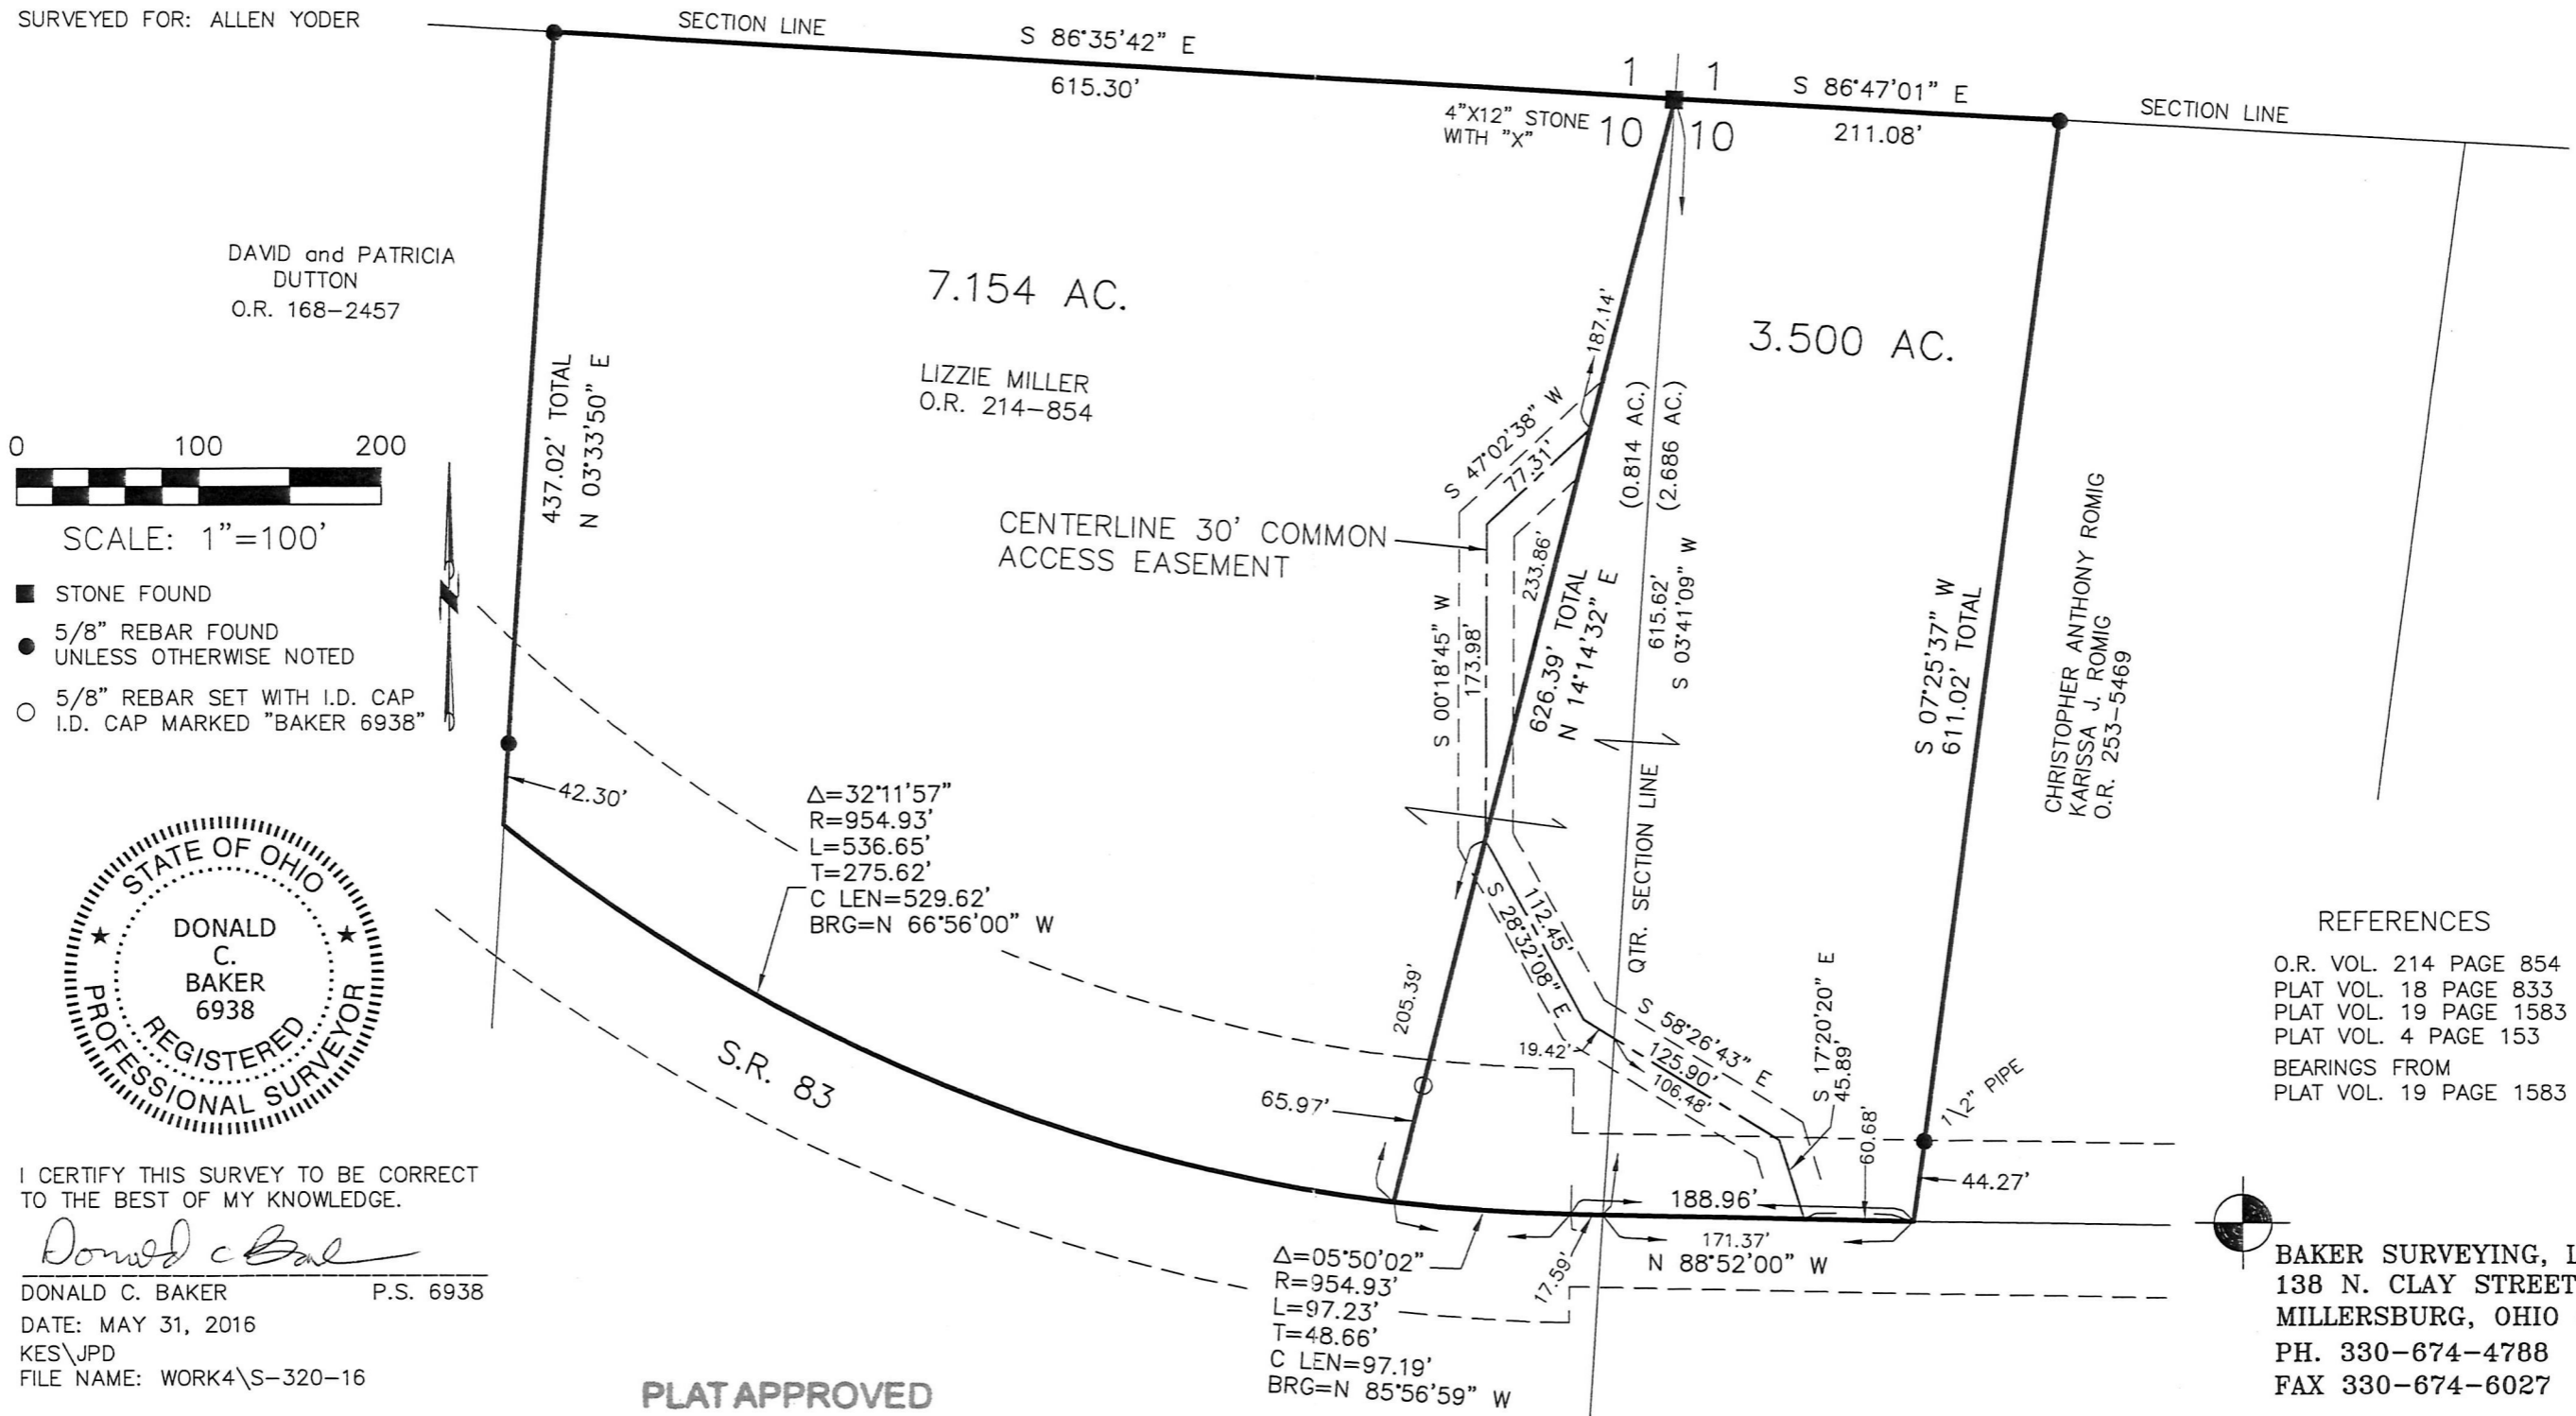 SURVEYED FOR: ALLEN YODER
SECTION LINE
S 86°35'42" E
615.30'
1 1
10 10
4"X12" STONE
WITH "X"
S 86°47'01" E
211.08'
SECTION LINE
DAVID and PATRICIA
DUTTON
O.R. 168-2457
7.154 AC.
LIZZIE MILLER
O.R. 214-854
3.500 AC.
437.02' TOTAL
N 03°33'50" E
187.14'
S 47°02'38" W
77.31'
(0.814 AC.)
(2.686 AC.)
0 100 200
SCALE: 1"=100'
STONE FOUND
5/8" REBAR FOUND
UNLESS OTHERWISE NOTED
5/8" REBAR SET WITH I.D. CAP
I.D. CAP MARKED "BAKER 6938"
N
CENTERLINE 30' COMMON
ACCESS EASEMENT
233.86'
626.39' TOTAL
N 14°14'32" E
615.62'
S 03°41'09" W
S 00°18'45" W
173.98'
S 07°25'37" W
611.02' TOTAL
CHRISTOPHER ANTHONY ROMIG
KARISSA J. ROMIG
O.R. 253-5469
42.30'
Δ=32°11'57"
R=954.93'
L=536.65'
T=275.62'
C LEN=529.62'
BRG=N 66°56'00" W
QTR. SECTION LINE
112.45'
S 28°32'08" E
205.39'
19.42'
S 58°26'43" E
125.90'
106.48'
S 17°20'20" E
45.89'
60.68'
1/2" PIPE
44.27'
65.97'
S.R. 83
188.96'
171.37'
N 88°52'00" W
17.59'
Δ=05°50'02"
R=954.93'
L=97.23'
T=48.66'
C LEN=97.19'
BRG=N 85°56'59" W
STATE OF OHIO
DONALD
C.
BAKER
6938
REGISTERED
PROFESSIONAL SURVEYOR
I CERTIFY THIS SURVEY TO BE CORRECT
TO THE BEST OF MY KNOWLEDGE.
Donald C Baker
DONALD C. BAKER P.S. 6938
DATE: MAY 31, 2016
KES\JPD
FILE NAME: WORK4\S-320-16
PLAT APPROVED
REFERENCES
O.R. VOL. 214 PAGE 854
PLAT VOL. 18 PAGE 833
PLAT VOL. 19 PAGE 1583
PLAT VOL. 4 PAGE 153
BEARINGS FROM
PLAT VOL. 19 PAGE 1583
BAKER SURVEYING, L
138 N. CLAY STREET
MILLERSBURG, OHIO
PH. 330-674-4788
FAX 330-674-6027